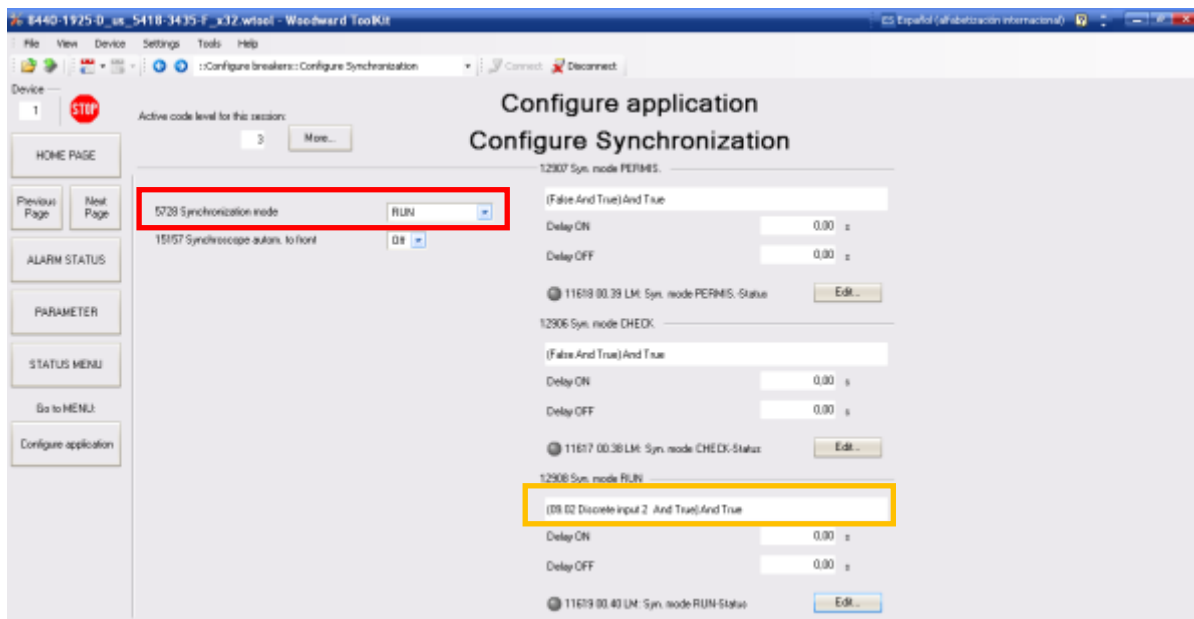 8440-1925-D_us_5418-3435-F_x32.wtool - Woodward ToolKit
ES Español (alfabetización internacional)
File View Device Settings Tools Help
::Configure breakers::Configure Synchronization
Connect Disconnect
Device
1
STOP
Active code level for this session:
3
More...
Configure application
Configure Synchronization
HOME PAGE
Previous Page
Next Page
ALARM STATUS
PARAMETER
STATUS MENU
Go to MENU:
Configure application
5728 Synchronization mode
RUN
15157 Synchroscope autom. to front
Off
12907 Syn. mode PERMIS.
(False And True) And True
Delay ON 0,00 s
Delay OFF 0,00 s
11618 00.39 LM: Syn. mode PERMIS.-Status
Edit...
12906 Syn. mode CHECK
(False And True) And True
Delay ON 0,00 s
Delay OFF 0,00 s
11617 00.38 LM: Syn. mode CHECK-Status
Edit...
12908 Syn. mode RUN
(09.02 Discrete input 2 And True) And True
Delay ON 0,00 s
Delay OFF 0,00 s
11619 00.40 LM: Syn. mode RUN-Status
Edit...